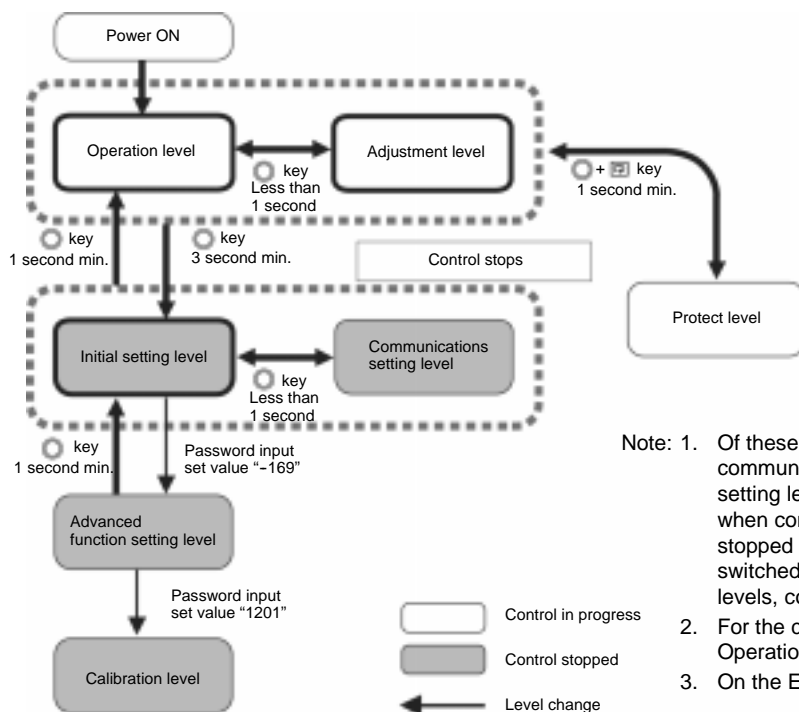 Power ON
Operation level
Adjustment level
key
Less than
1 second
+ key
1 second min.
key
1 second min.
key
3 second min.
Control stops
Protect level
Initial setting level
Communications
setting level
key
Less than
1 second
key
1 second min.
Password input
set value “–169”
Advanced
function setting level
Password input
set value “1201”
Calibration level
Control in progress
Control stopped
Level change
Note: 1. Of these
commun
setting le
when cor
stopped
switched
levels, co
2. For the o
Operatio
3. On the E